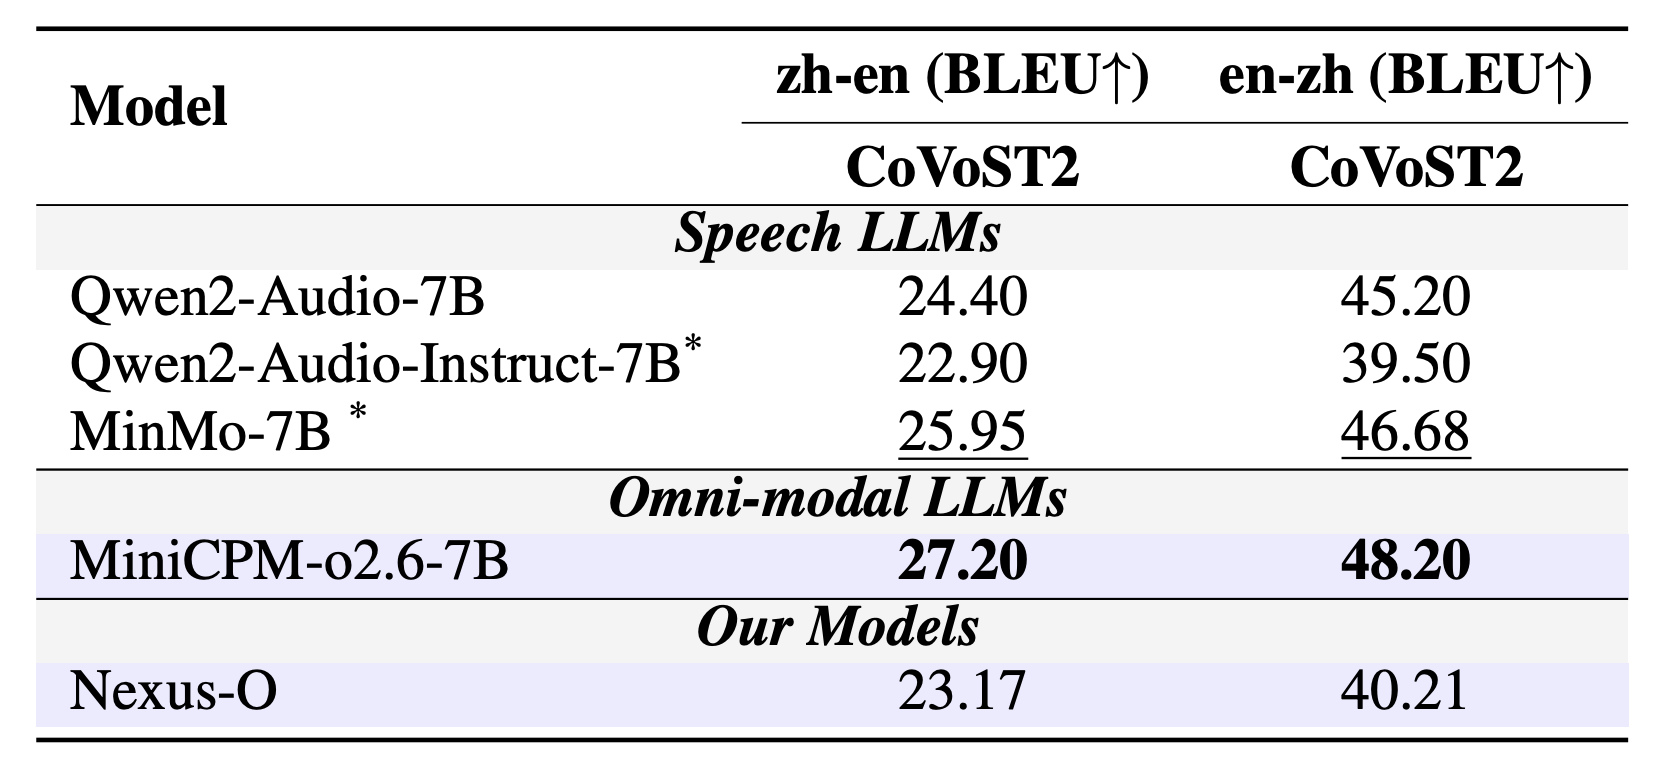 Model zh-en (BLEU↑) en-zh (BLEU↑)
CoVoST2 CoVoST2
Speech LLMs
Qwen2-Audio-7B 24.40 45.20
Qwen2-Audio-Instruct-7B* 22.90 39.50
MinMo-7B * 25.95 46.68
Omni-modal LLMs
MiniCPM-o2.6-7B 27.20 48.20
Our Models
Nexus-O 23.17 40.21